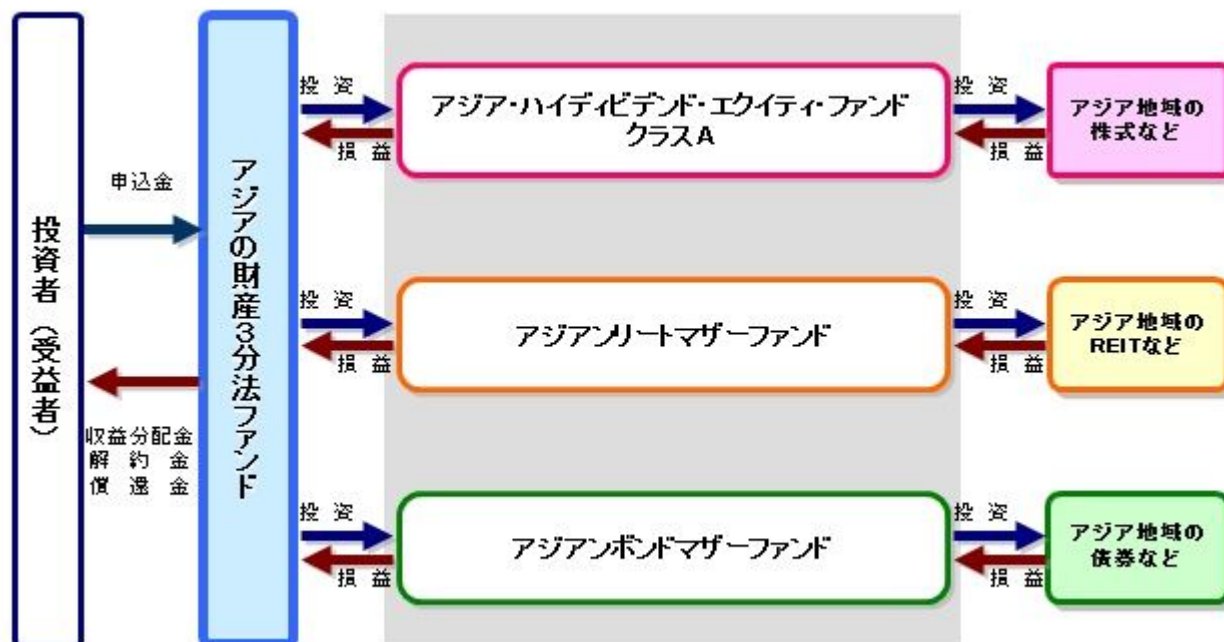 投資者（受益者）
申込金
収益分配金
解約金
償還金
アジアの財産３分法ファンド
投資
損益
アジア・ハイディビデンド・エクイティ・ファンド
クラスA
投資
損益
アジア地域の
株式など
投資
損益
アジアンリートマザーファンド
投資
損益
アジア地域の
REITなど
投資
損益
アジアンボンドマザーファンド
投資
損益
アジア地域の
債券など